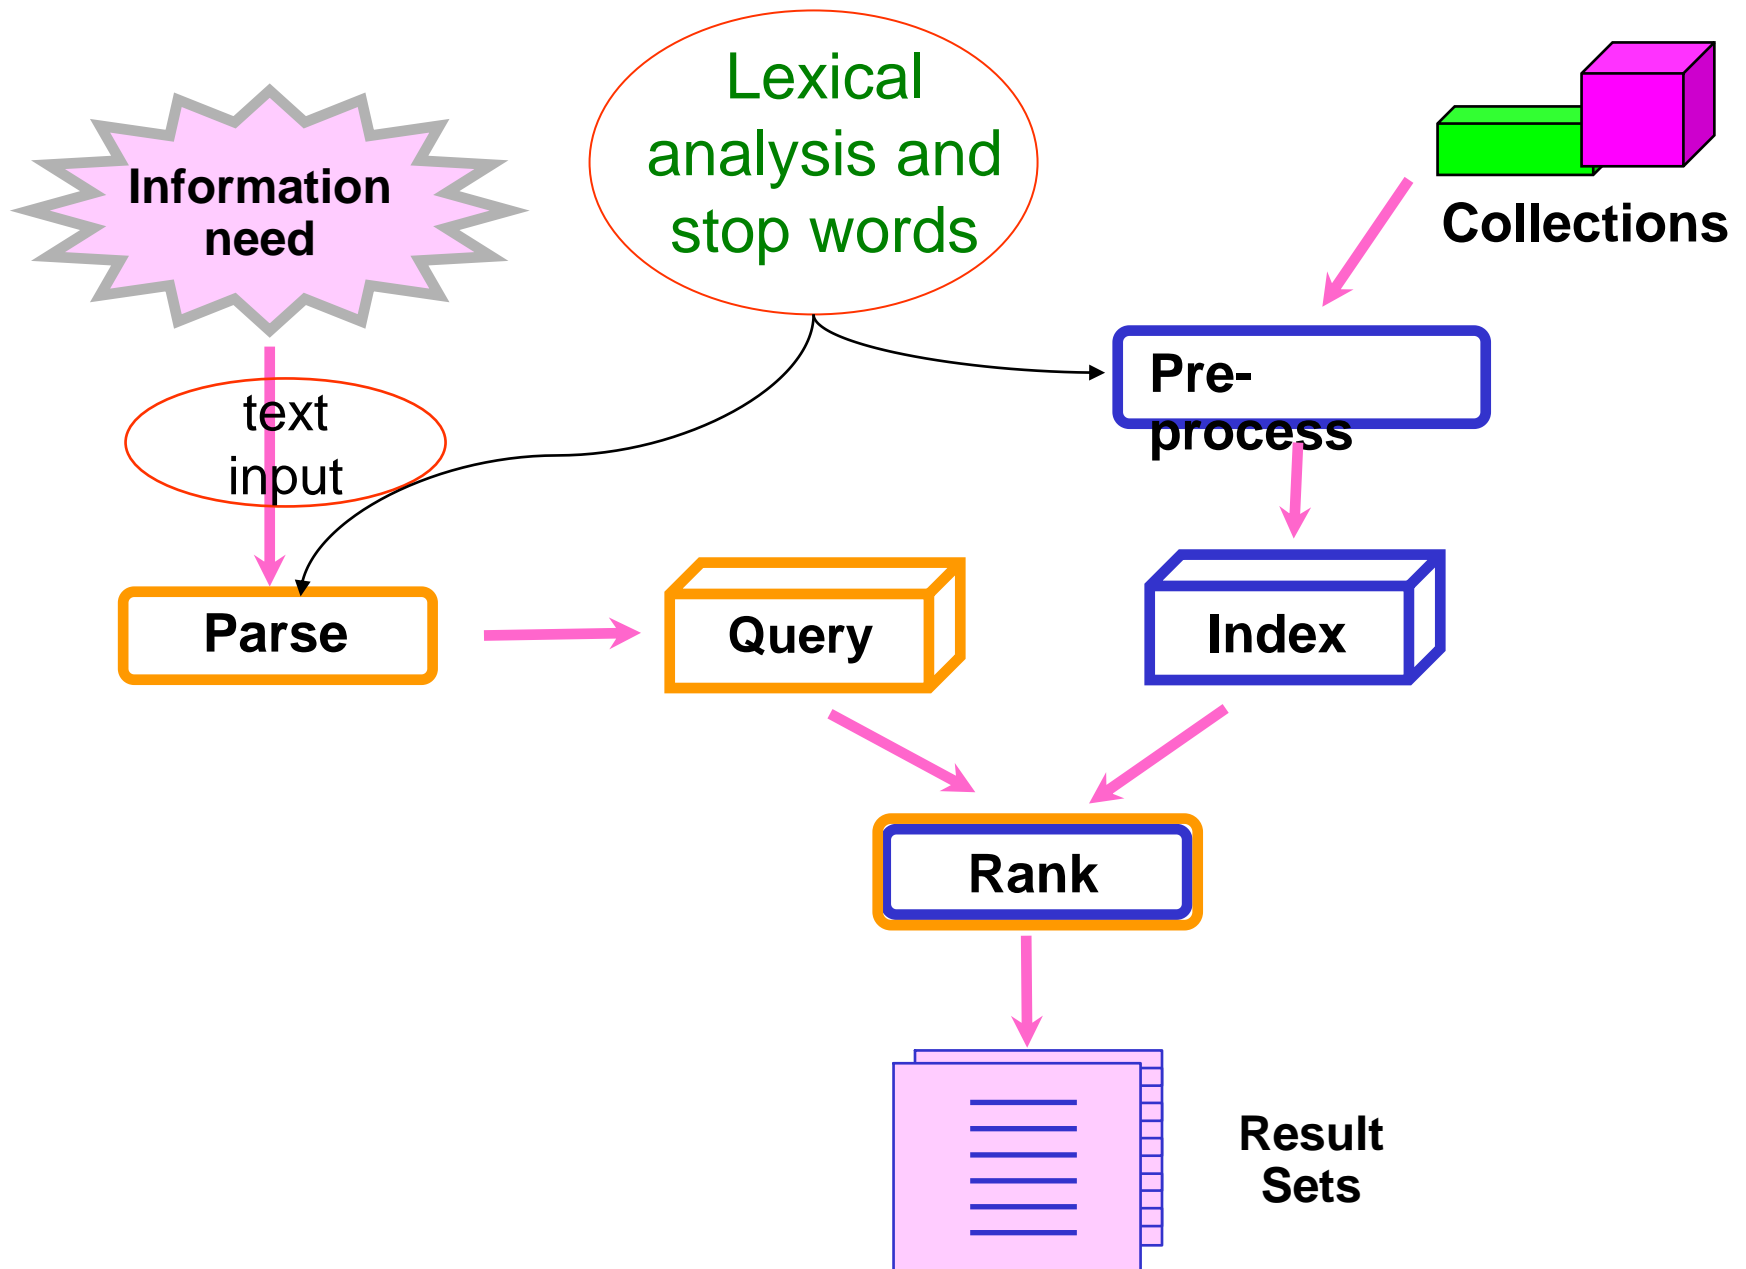 Lexical
analysis and
stop words
Information
need
Collections
text
input
Pre-
process
Parse
Query
Index
Rank
Result
Sets